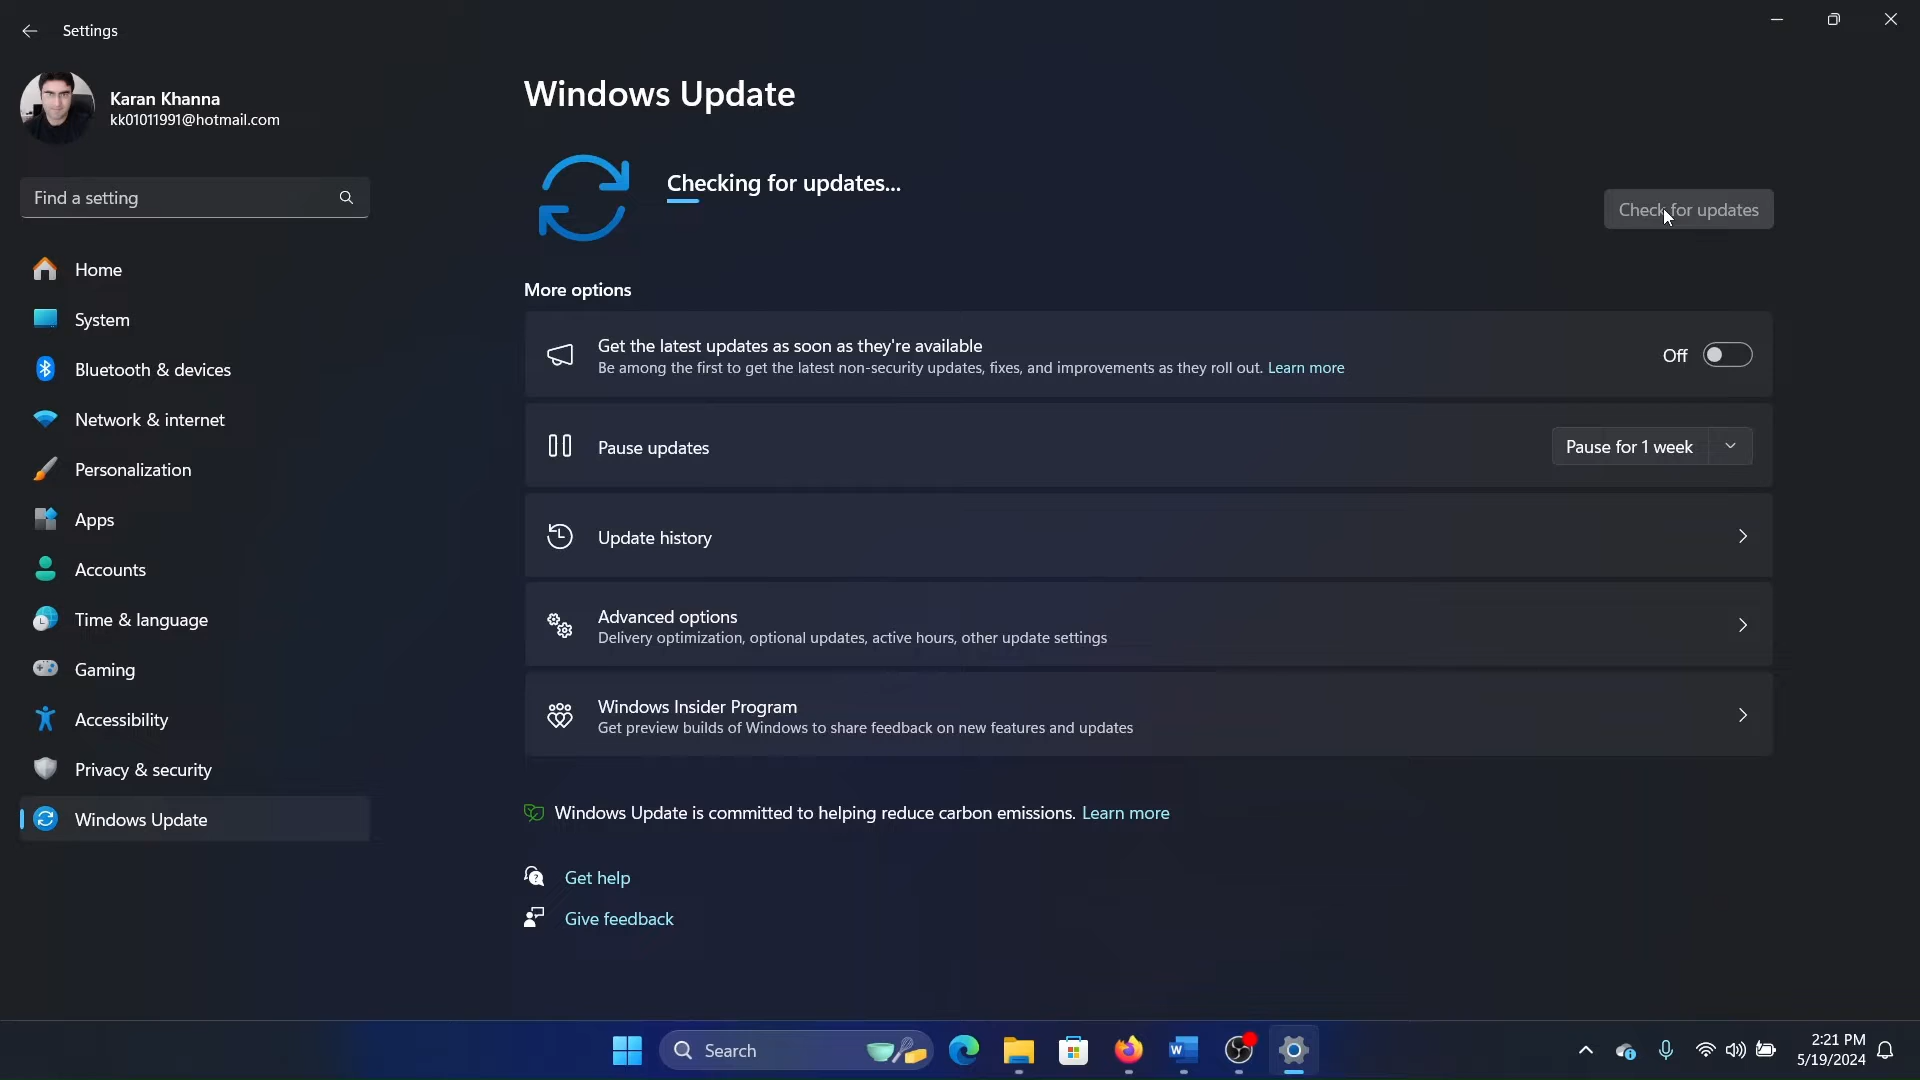 Settings
Karan Khanna
kk01011991@hotmail.com
Find a setting
Home
System
Bluetooth & devices
Network & internet
Personalization
Apps
Accounts
Time & language
Gaming
Accessibility
Privacy & security
Windows Update
Windows Update
Checking for updates...
Check for updates
More options
Get the latest updates as soon as they're available
Be among the first to get the latest non-security updates, fixes, and improvements as they roll out. Learn more
Off
Pause updates
Pause for 1 week
Update history
Advanced options
Delivery optimization, optional updates, active hours, other update settings
Windows Insider Program
Get preview builds of Windows to share feedback on new features and updates
Windows Update is committed to helping reduce carbon emissions. Learn more
Get help
Give feedback
Search
2:21 PM
5/19/2024